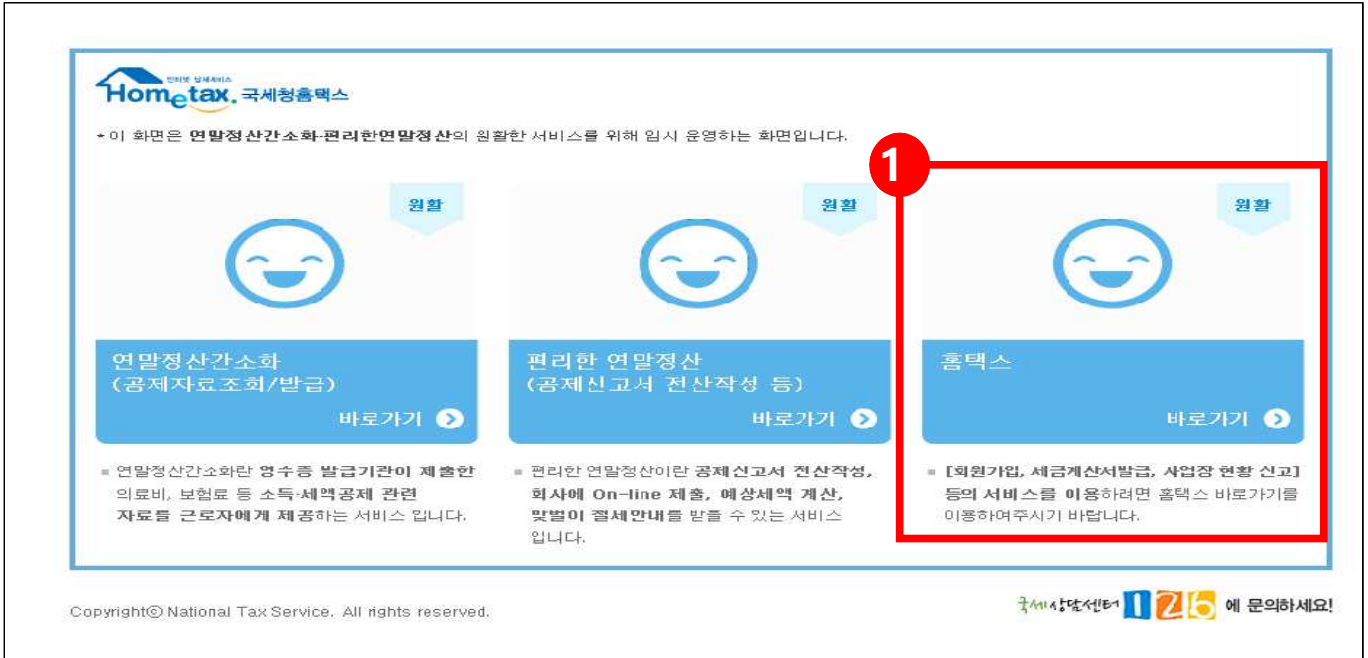 인터넷 납세서비스
Hometax. 국세청홈택스
* 이 화면은 연말정산간소화·편리한연말정산의 원활한 서비스를 위해 임시 운영하는 화면입니다.
1
원활
원활
원활
연말정산간소화
(공제자료조회/발급)
바로가기
편리한 연말정산
(공제신고서 전산작성 등)
바로가기
홈택스
바로가기
연말정산간소화란 영수증 발급기관이 제출한
의료비, 보험료 등 소득·세액공제 관련
자료를 근로자에게 제공하는 서비스 입니다.
편리한 연말정산이란 공제신고서 전산작성,
회사에 On-line 제출, 예상세액 계산,
맞벌이 절세안내를 받을 수 있는 서비스
입니다.
[회원가입, 세금계산서발급, 사업장 현황 신고]
등의 서비스를 이용하려면 홈택스 바로가기를
이용하여주시기 바랍니다.
Copyright© National Tax Service. All rights reserved.
국세상담센터 126 에 문의하세요!